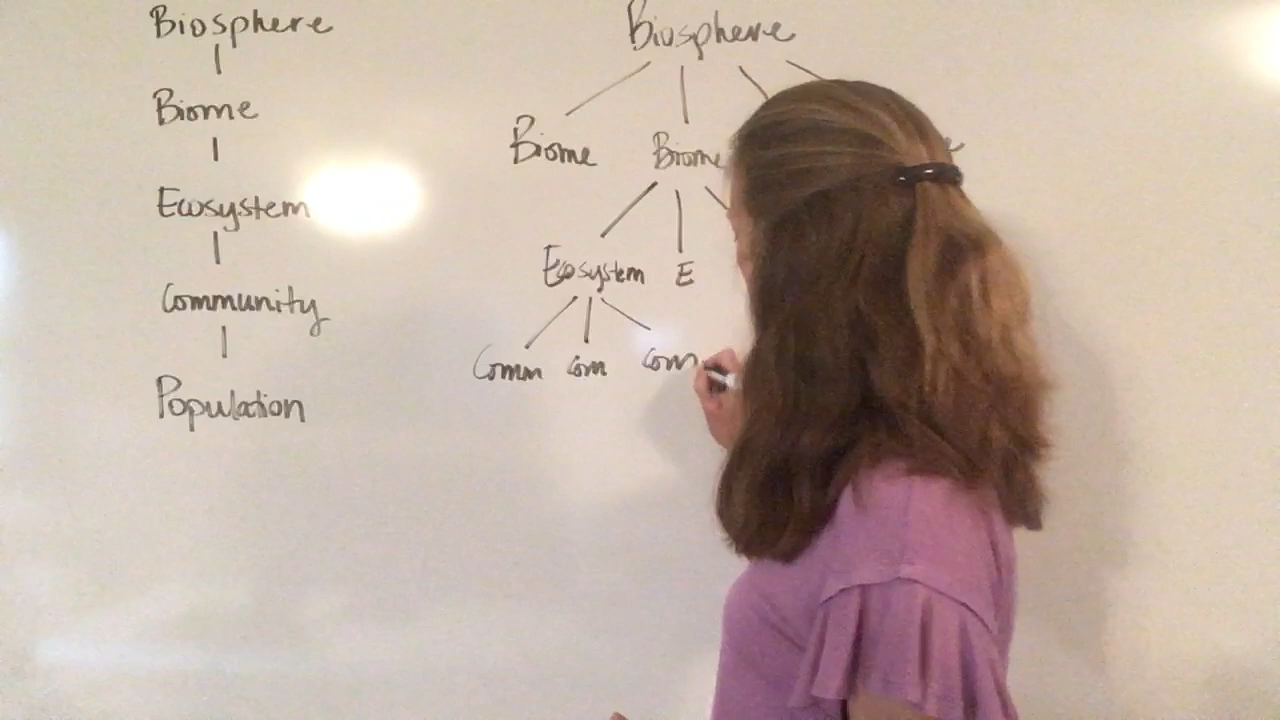 Biosphere
Biome
Ecosystem
Community
Population
Biosphere
Biome Biome
Ecosystem E
Comm Com Com